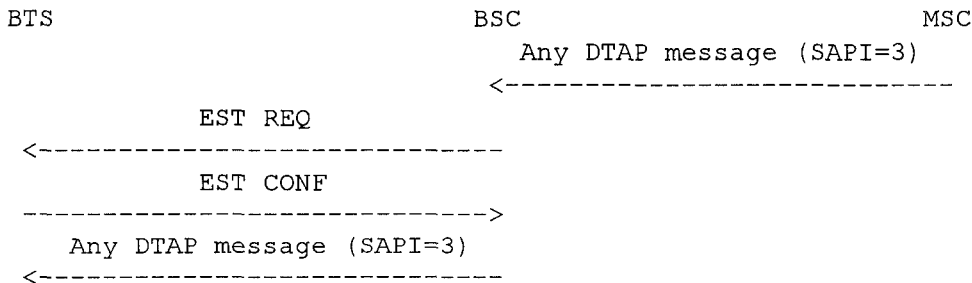 BTS BSC MSC
Any DTAP message (SAPI=3)
<----------------------------
EST REQ
<-----------------------------
EST CONF
----------------------------->
Any DTAP message (SAPI=3)
<-----------------------------